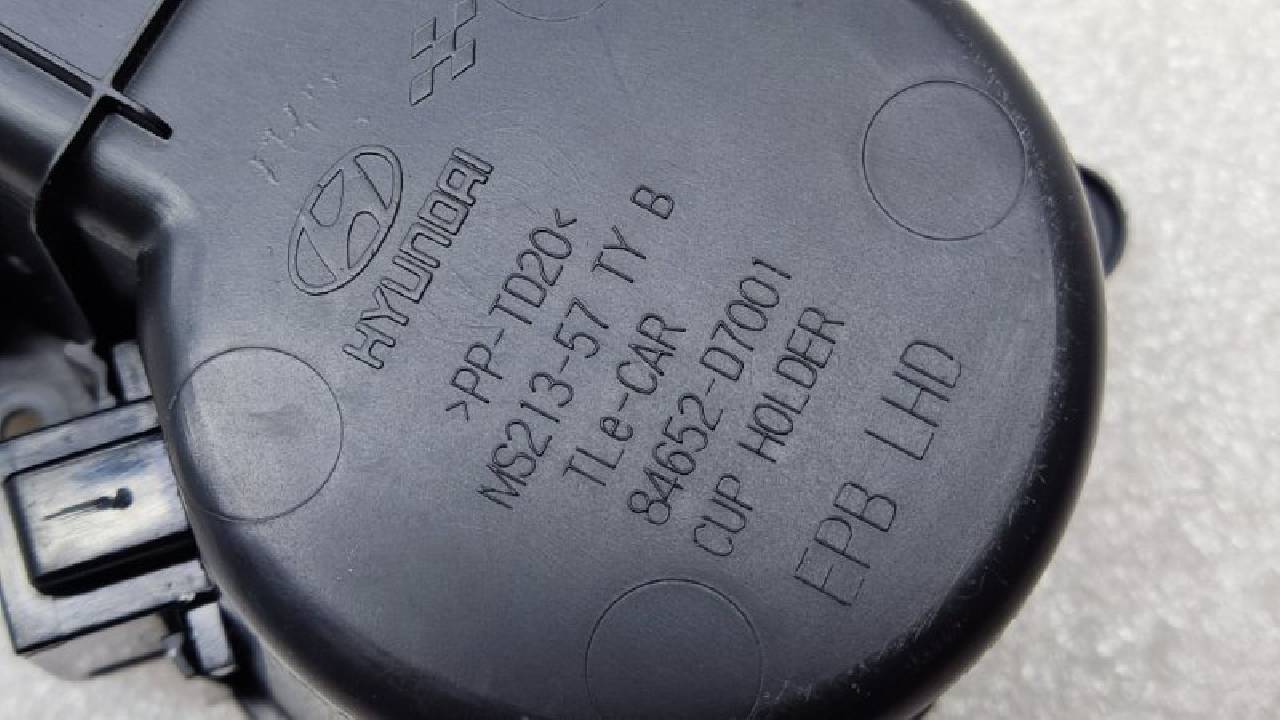 HYUNDAI
>PP-TD20<
MS213-57 TY B
TLe-CAR
84652-D7001
CUP HOLDER
EPB LHD